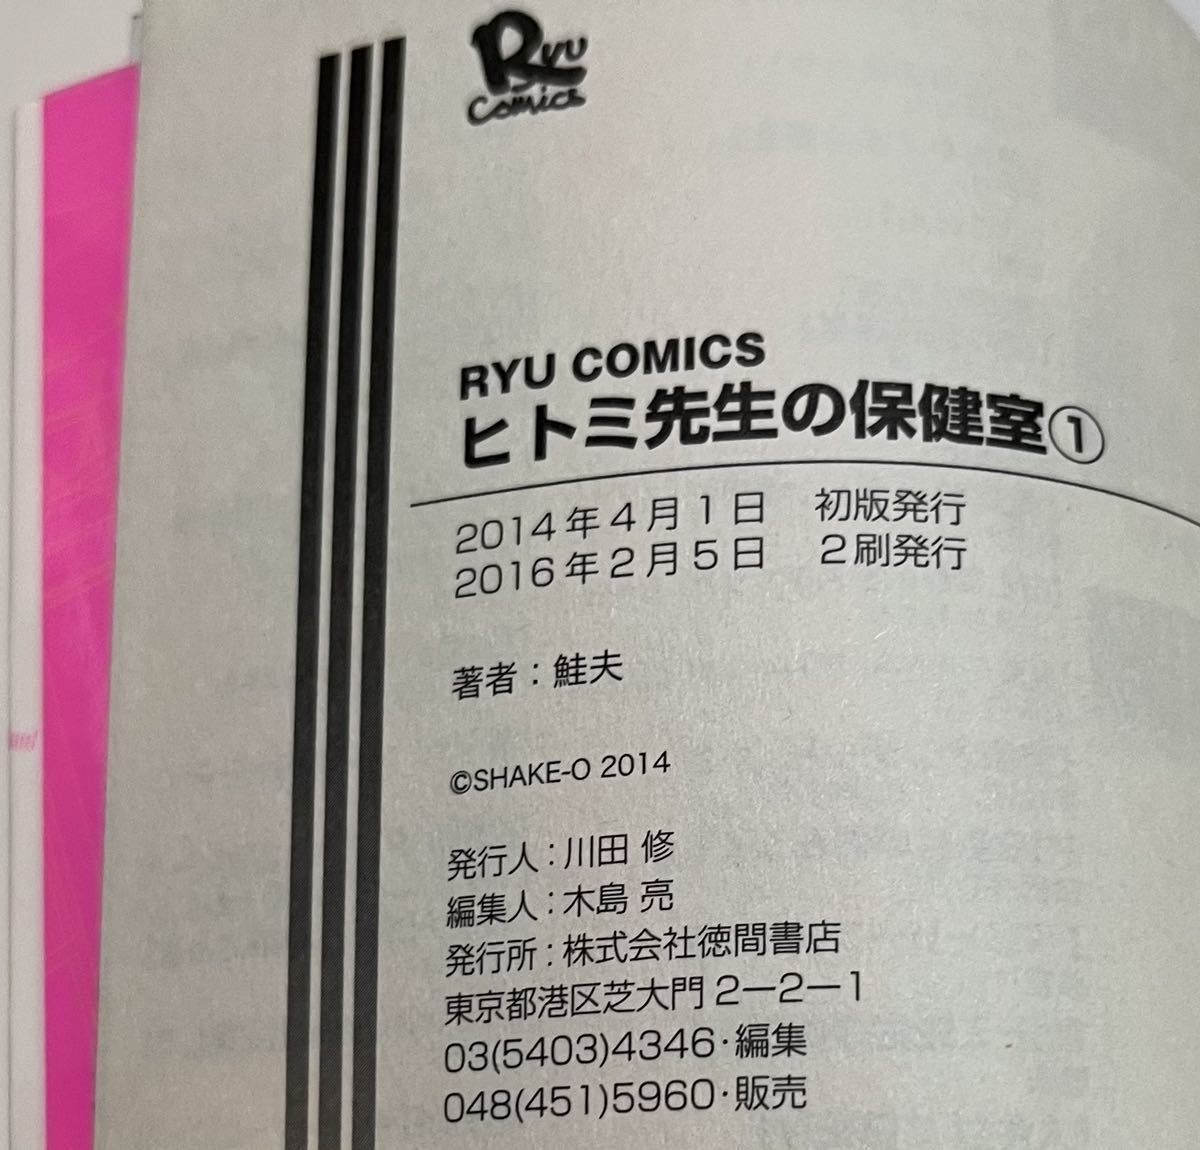 RYU
Comics
RYU COMICS
ヒトミ先生の保健室①
2014年4月1日　初版発行
2016年2月5日　2刷発行
著者：鮭夫
©SHAKE-O 2014
発行人：川田 修
編集人：木島 亮
発行所：株式会社徳間書店
東京都港区芝大門2ー2ー1
03(5403)4346・編集
048(451)5960・販売